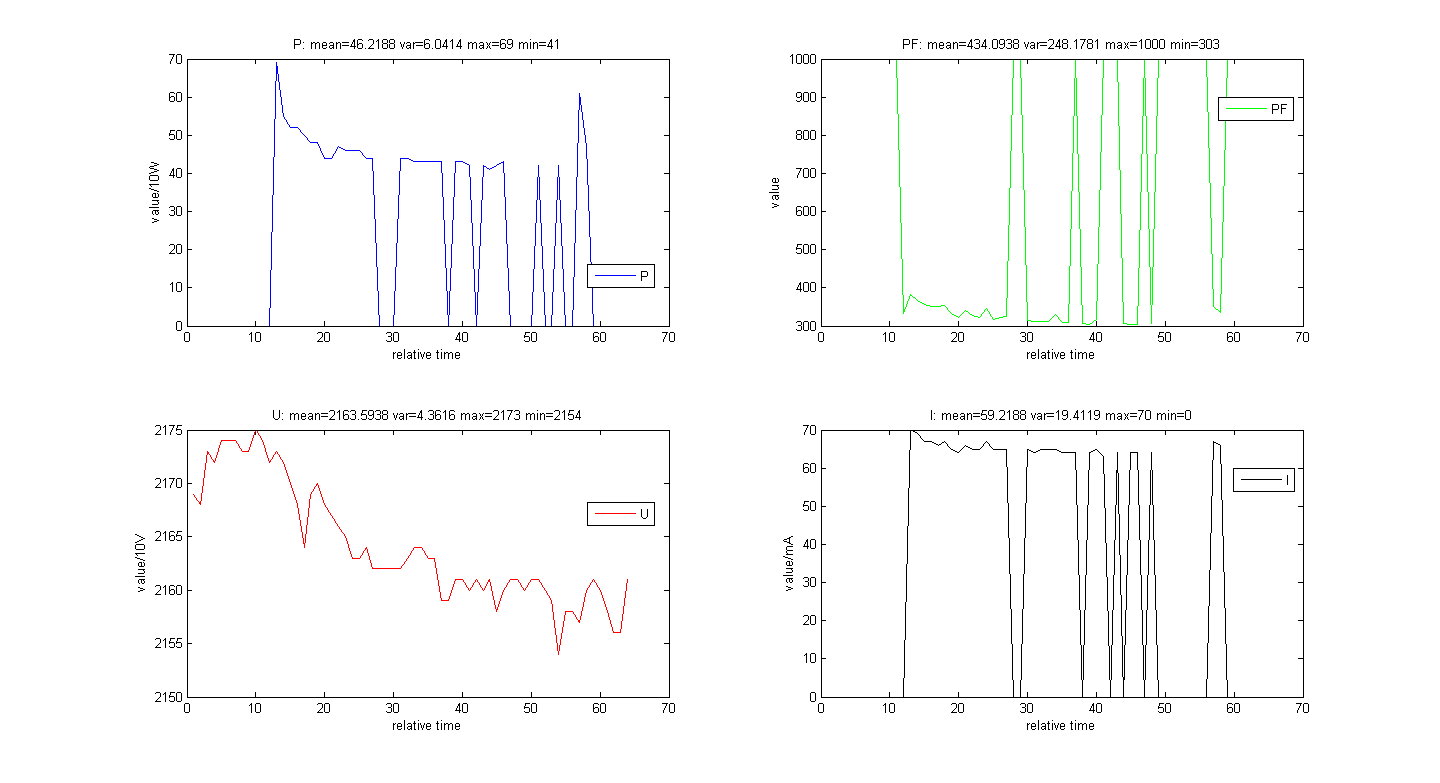 P: mean=46.2188 var=6.0414 max=69 min=41
70
60
50
40
30
20
10
0
value/10W
P
0 10 20 30 40 50 60 70
relative time
PF: mean=434.0938 var=248.1781 max=1000 min=303
1000
900
800
700
600
500
400
300
value
PF
0 10 20 30 40 50 60 70
relative time
U: mean=2163.5938 var=4.3616 max=2173 min=2154
2175
2170
2165
2160
2155
2150
value/10V
U
0 10 20 30 40 50 60 70
relative time
I: mean=59.2188 var=19.4119 max=70 min=0
70
60
50
40
30
20
10
0
value/mA
I
0 10 20 30 40 50 60 70
relative time